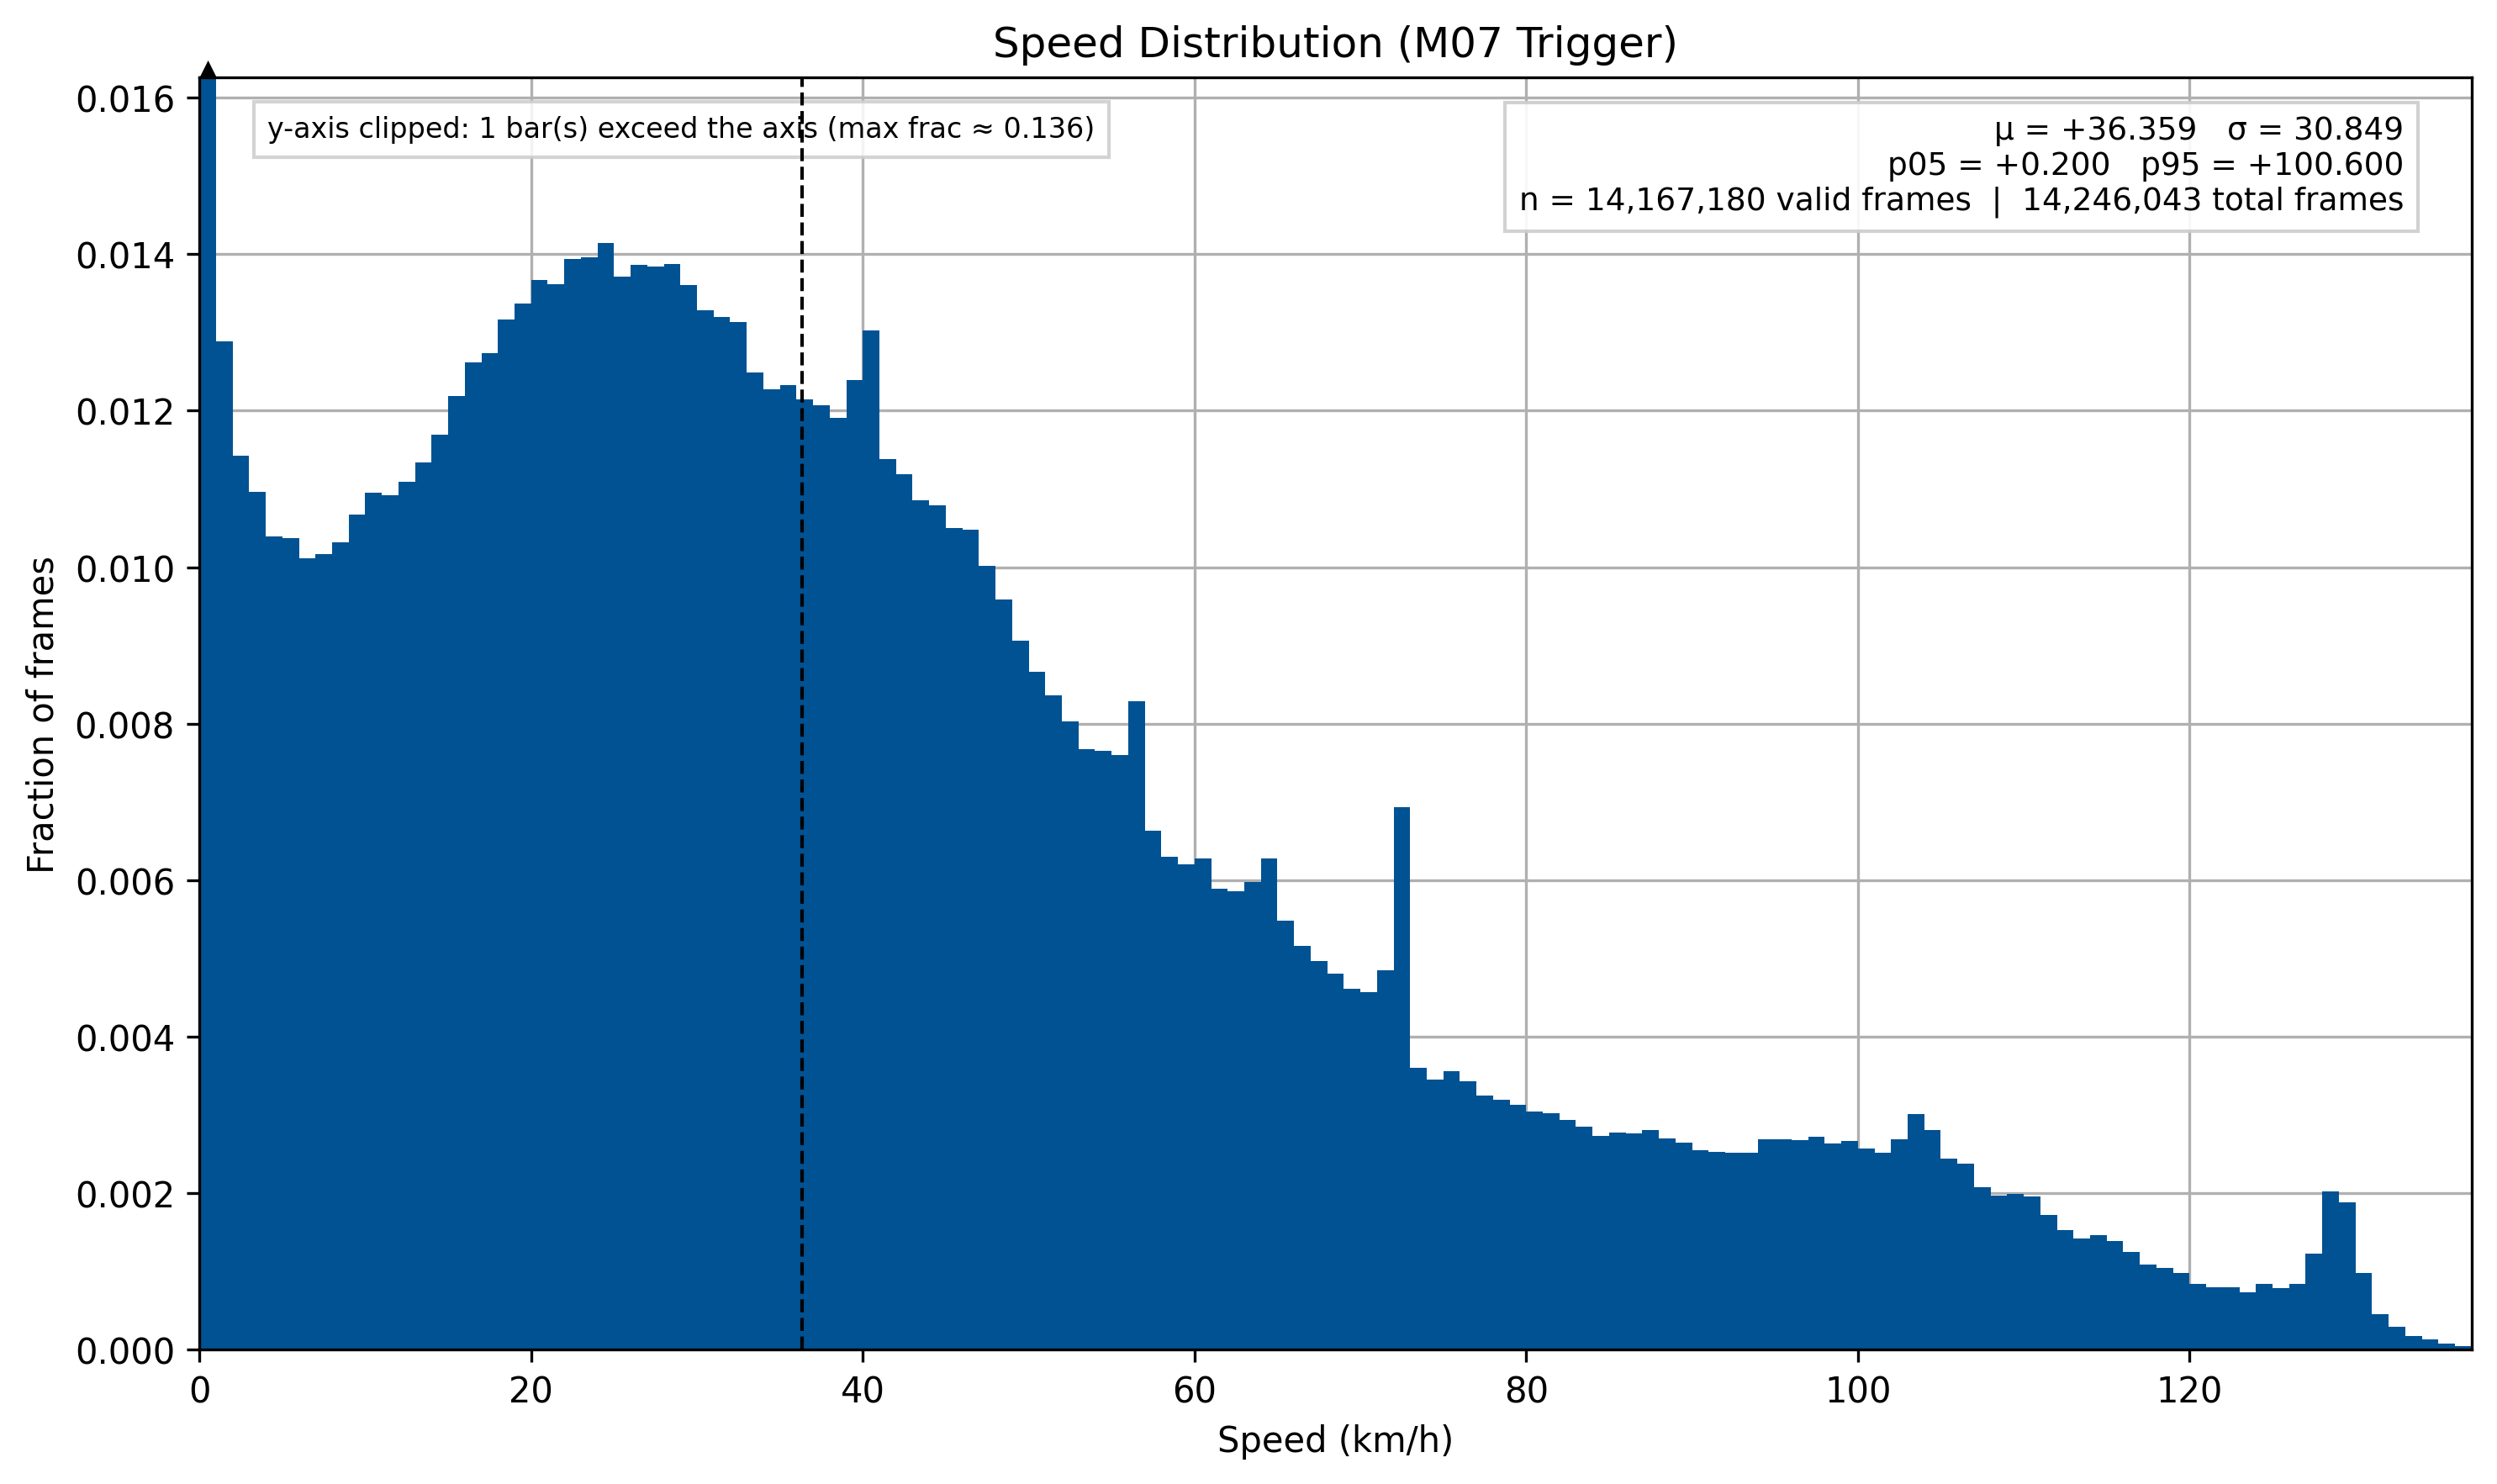 Speed Distribution (M07 Trigger)
y-axis clipped: 1 bar(s) exceed the axis (max frac ≈ 0.136)
μ = +36.359 σ = 30.849
p05 = +0.200 p95 = +100.600
n = 14,167,180 valid frames | 14,246,043 total frames
Fraction of frames
0.016
0.014
0.012
0.010
0.008
0.006
0.004
0.002
0.000
0 20 40 60 80 100 120
Speed (km/h)